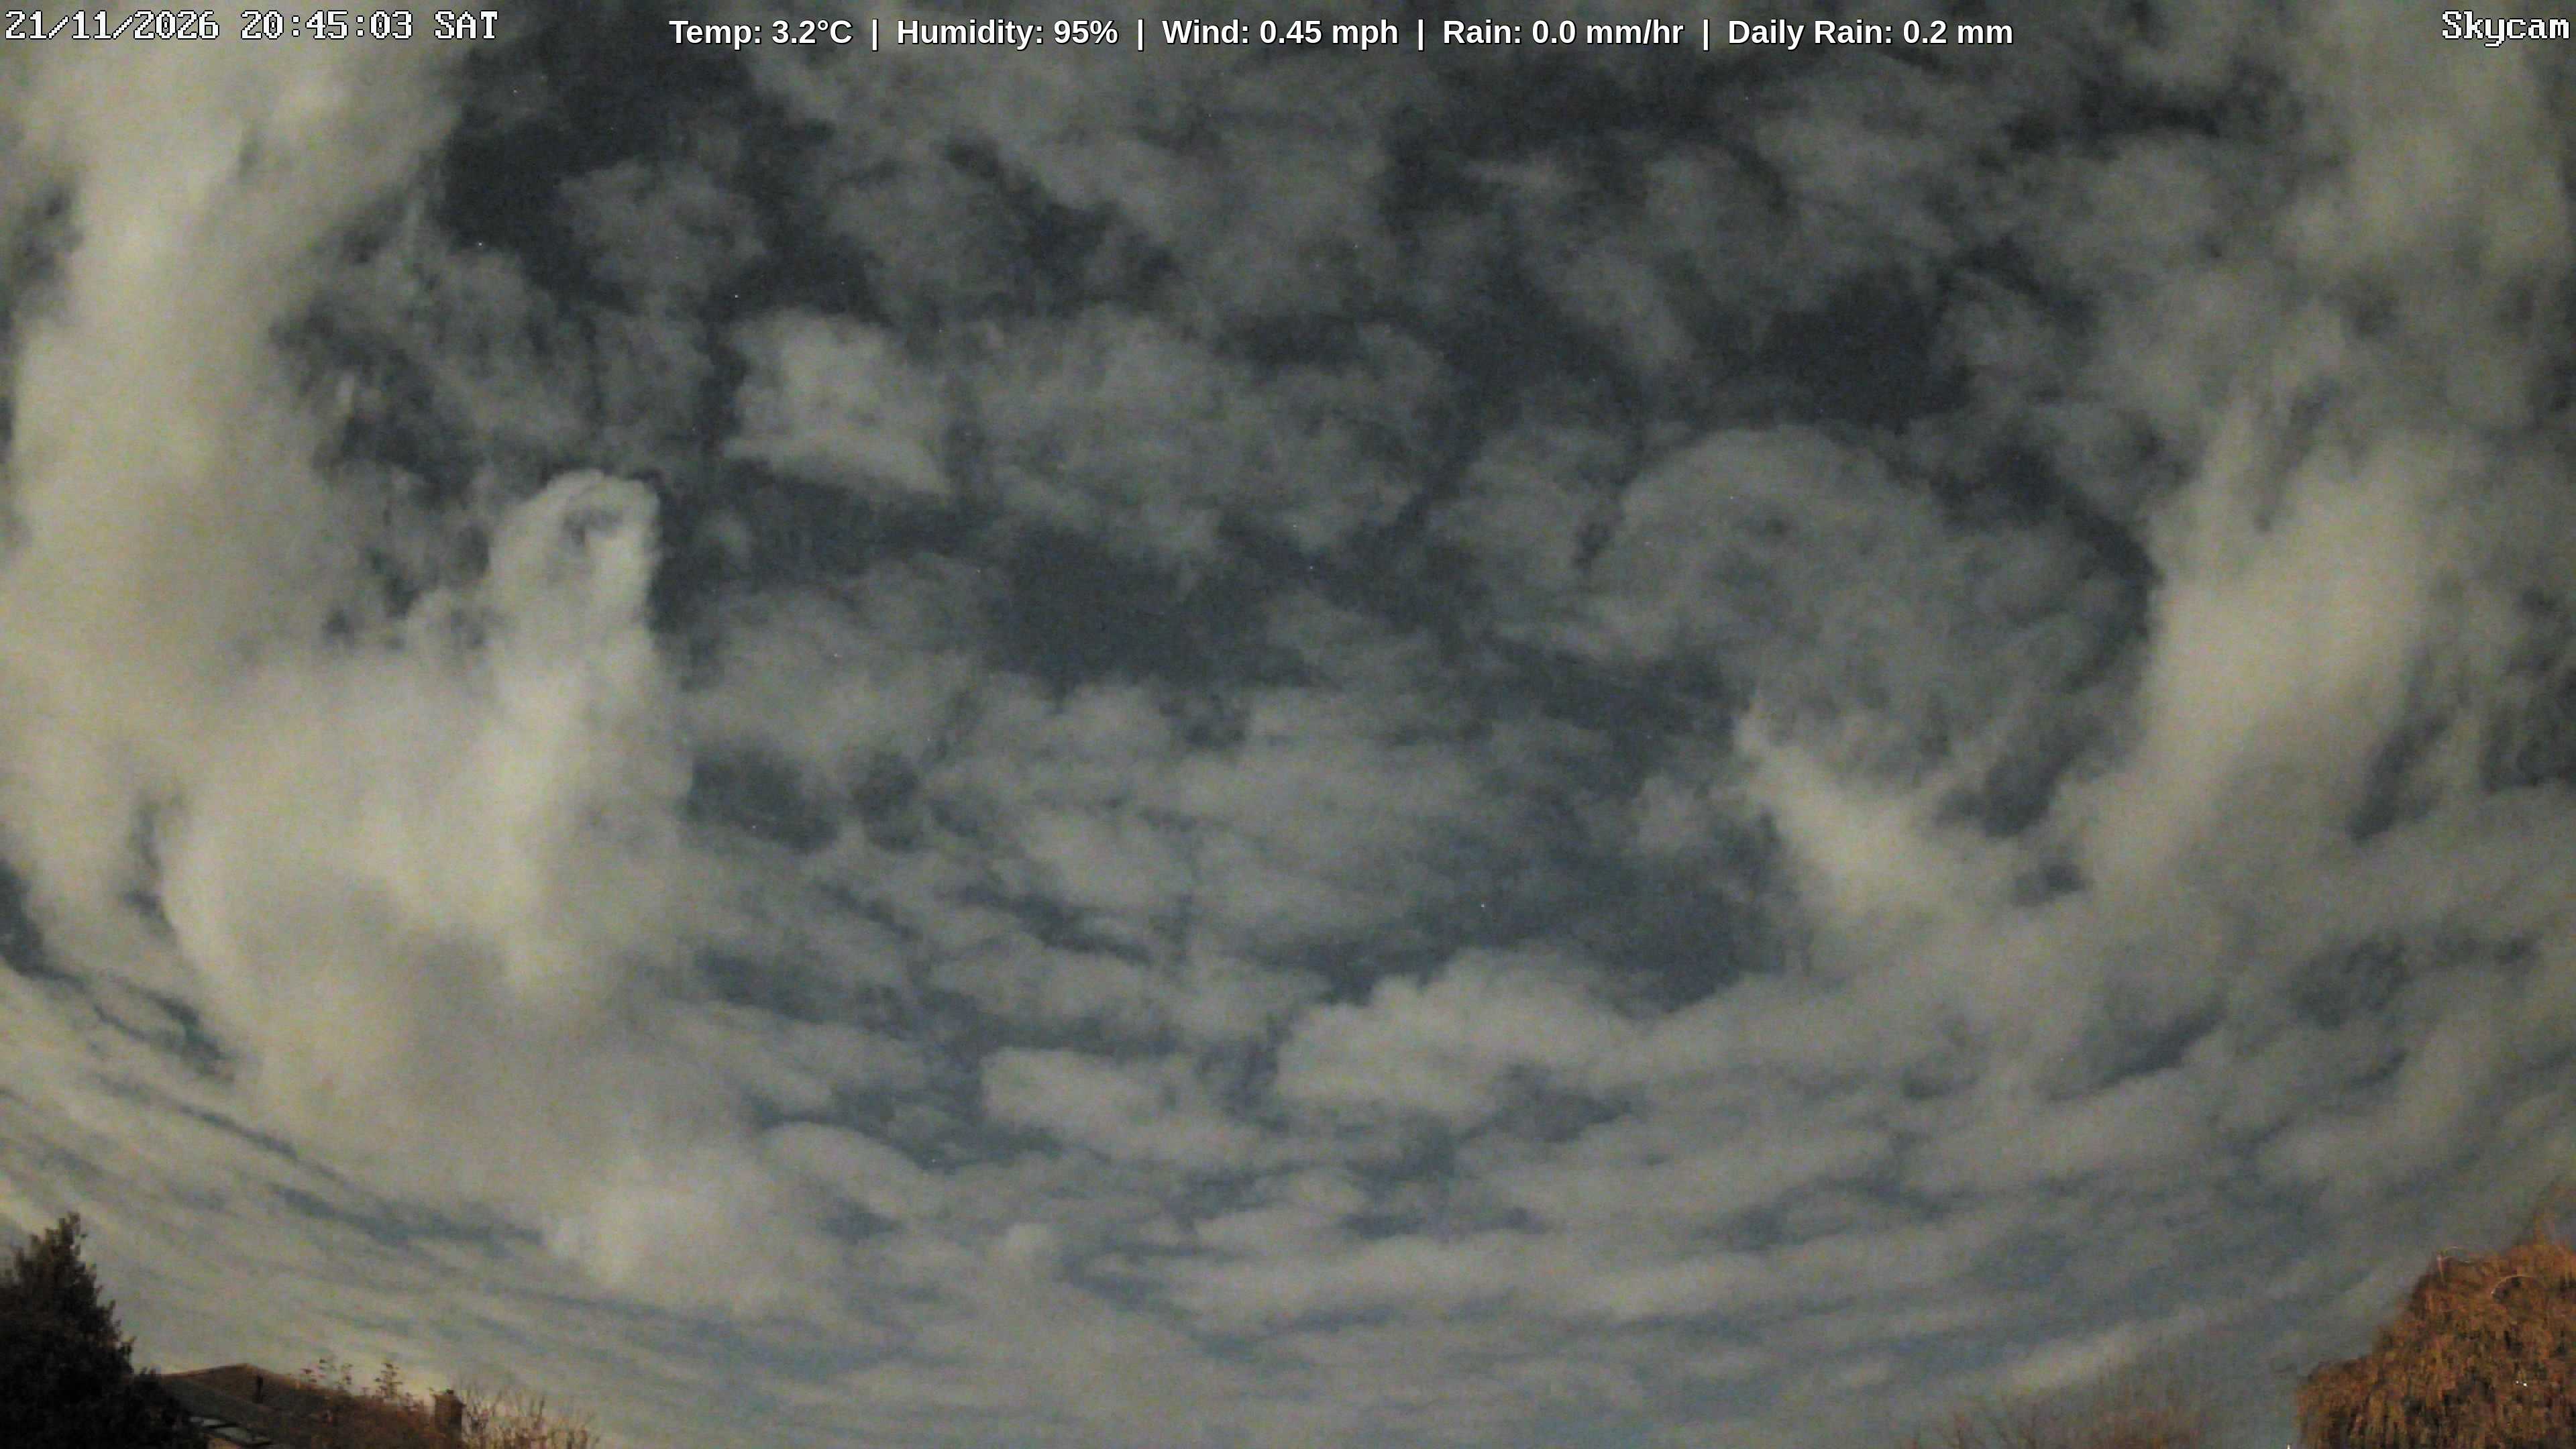 21/11/2026 20:45:03 SAT
Temp: 3.2°C | Humidity: 95% | Wind: 0.45 mph | Rain: 0.0 mm/hr | Daily Rain: 0.2 mm
Skycam